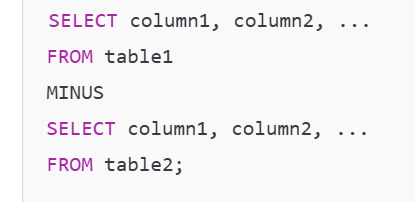 SELECT column1, column2, ...
FROM table1
MINUS
SELECT column1, column2, ...
FROM table2;